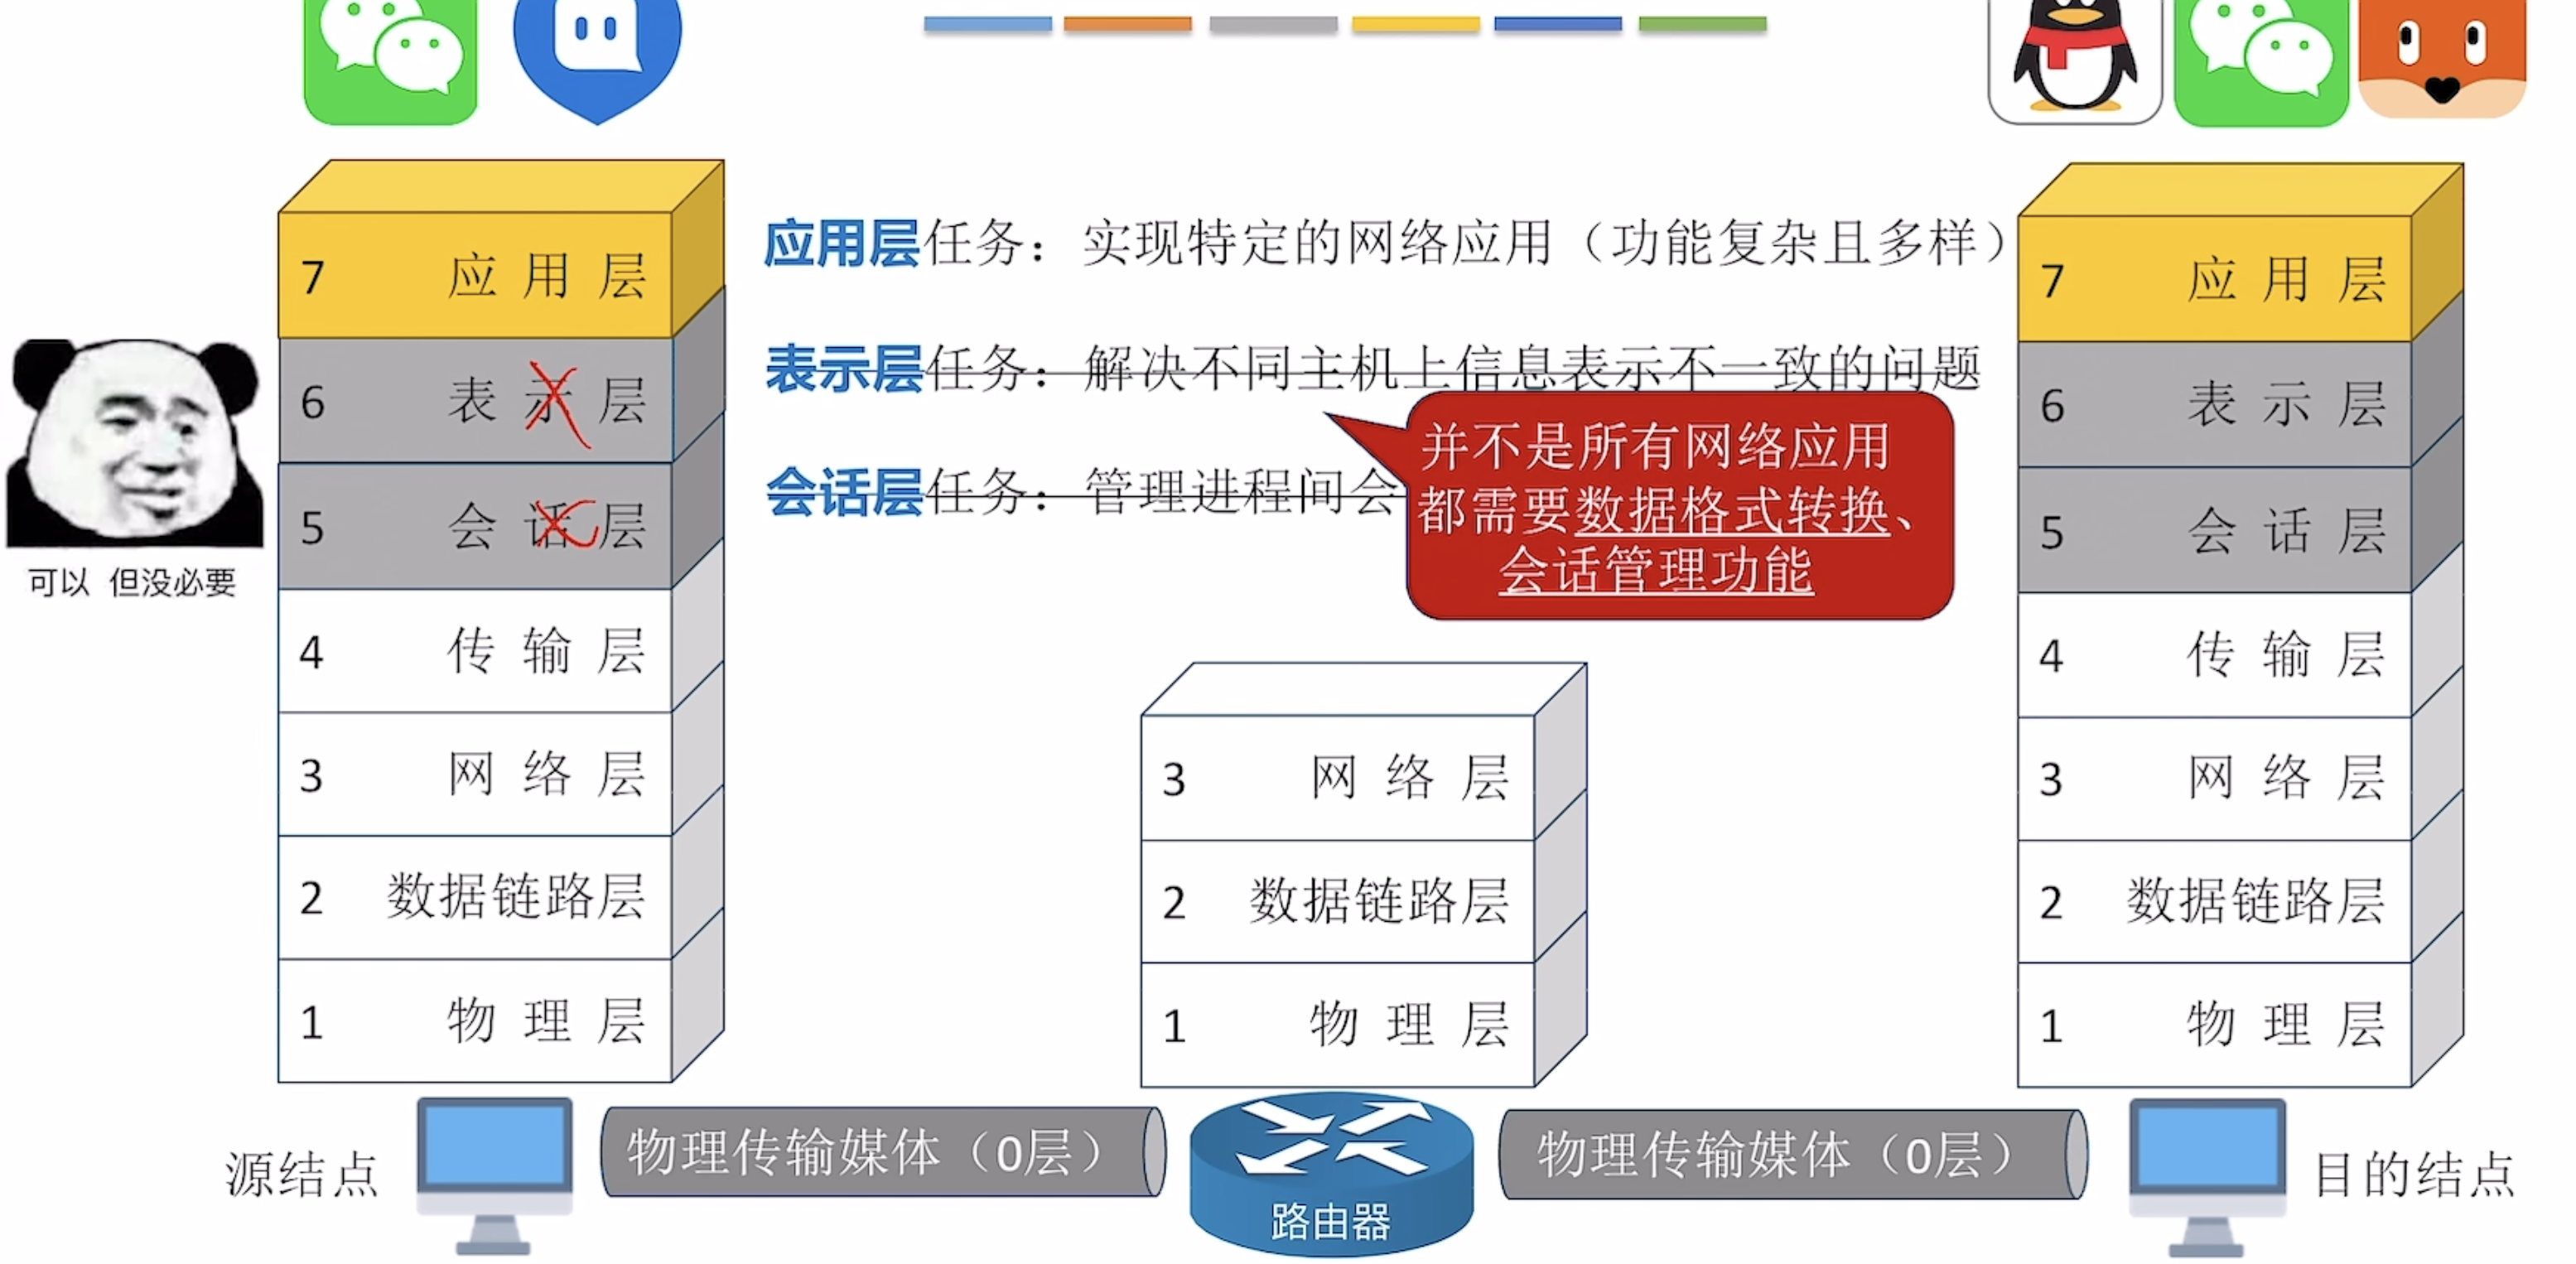 应用层任务：实现特定的网络应用（功能复杂且多样）
表示层任务：解决不同主机上信息表示不一致的问题
会话层任务：管理进程间会
并不是所有网络应用
都需要数据格式转换、
会话管理功能
7 应用层
6 表示层
5 会话层
4 传输层
3 网络层
2 数据链路层
1 物理层
可以 但没必要
3 网络层
2 数据链路层
1 物理层
7 应用层
6 表示层
5 会话层
4 传输层
3 网络层
2 数据链路层
1 物理层
源结点
物理传输媒体（0层）
路由器
物理传输媒体（0层）
目的结点